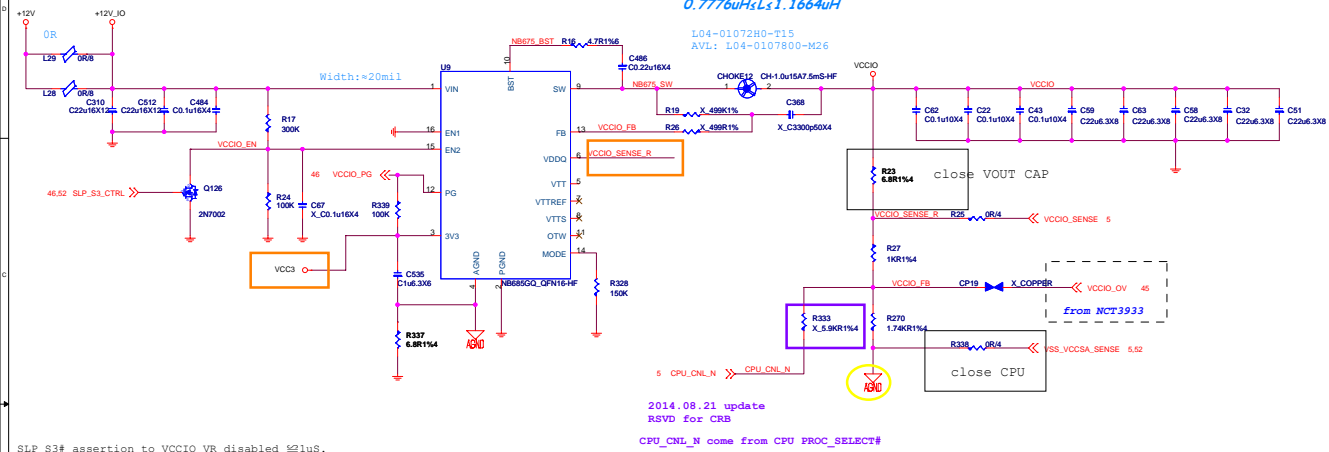 0.7776uH≤L≤1.1664uH
+12V
+12V_IO
0R
L29
0R/8
L28
0R/8
L04-01072H0-T15
AVL: L04-0107800-M26
NB675_BST
R16
4.7R1%6
C486
C0.22u16X4
Width:≈20mil
U9
10
BST
1
VIN
SW
9
NB675_SW
CHOKE12
CH-1.0u15A7.5mS-HF
1
2
VCCIO
VCCIO
C310
C22u16X12
C512
C22u16X12
C484
C0.1u16X4
R17
300K
R19
X_499K1%
C368
X_C3300p50X4
16
EN1
FB
13
VCCIO_FB
R26
X_499R1%
C62
C0.1u10X4
C22
C0.1u10X4
C43
C0.1u10X4
C59
C22u6.3X8
C63
C22u6.3X8
C58
C22u6.3X8
C32
C22u6.3X8
C51
C22u6.3X8
VCCIO_EN
15
EN2
VDDQ
6
VCCIO_SENSE_R
46,52 SLP_S3_CTRL
Q126
2N7002
R24
100K
C67
X_C0.1u16X4
46
VCCIO_PG
12
PG
VTT
5
VTTREF
7
VTTS
8
OTW
11
R339
100K
3
3V3
MODE
14
R23
6.8R1%4
close VOUT CAP
VCCIO_SENSE_R
R25
0R/4
VCCIO_SENSE 5
R27
1KR1%4
VCC3
C535
C1u6.3X6
AGND
4
PGND
2
NB685GQ_QFN16-HF
R328
150K
VCCIO_FB
CP19
X_COPPER
VCCIO_OV
45
from NCT3933
R337
6.8R1%4
AGND
R333
X_5.9KR1%4
R270
1.74KR1%4
R338
0R/4
VSS_VCCSA_SENSE 5,52
close CPU
5
CPU_CNL_N
CPU_CNL_N
AGND
2014.08.21 update
RSVD for CRB
CPU_CNL_N come from CPU PROC_SELECT#
SLP S3# assertion to VCCIO VR disabled ≦1uS.
D
C